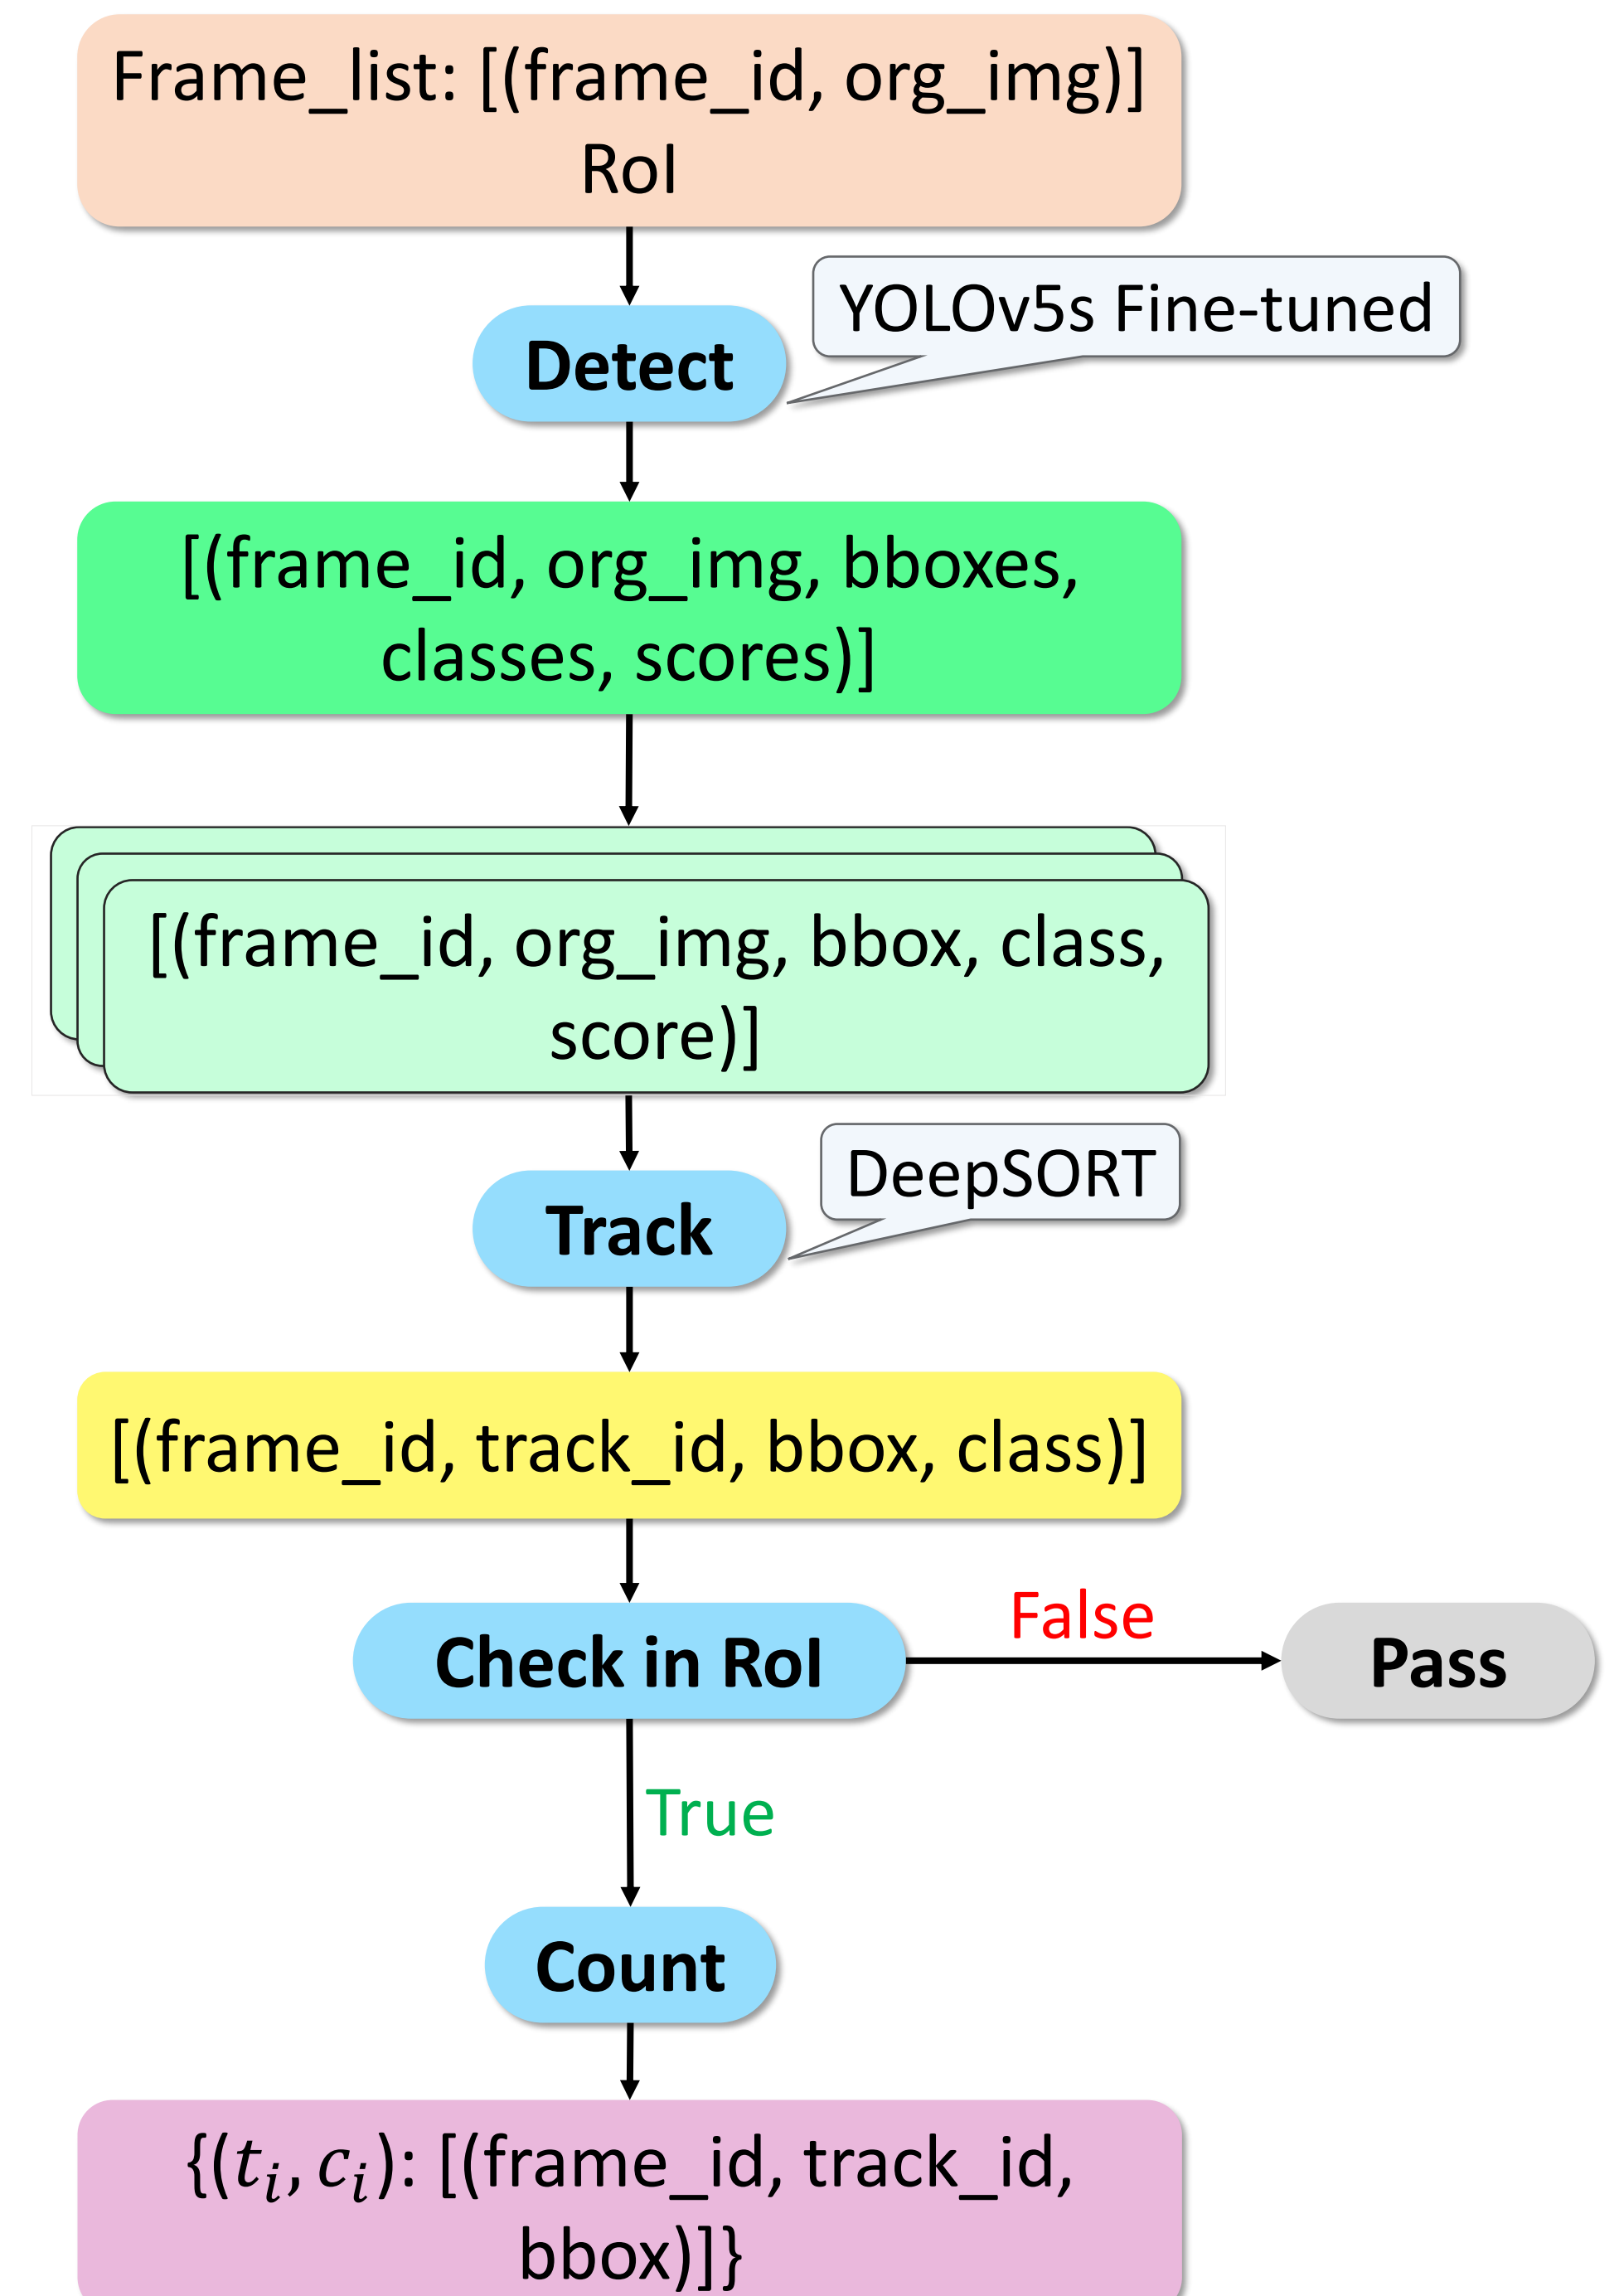 Frame_list: [(frame_id, org_img)]
RoI
YOLOv5s Fine-tuned
Detect
[(frame_id, org_img, bboxes,
classes, scores)]
[(frame_id, org_img, bbox, class,
score)]
DeepSORT
Track
[(frame_id, track_id, bbox, class)]
False
Check in RoI
Pass
True
Count
{(tᵢ, cᵢ): [(frame_id, track_id,
bbox)]}